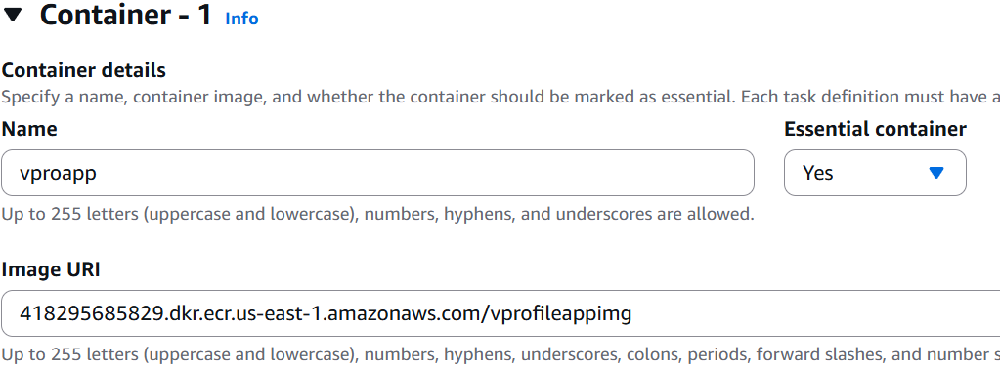 Container - 1 Info
Container details
Specify a name, container image, and whether the container should be marked as essential. Each task definition must have a
Name Essential container
vproapp Yes
Up to 255 letters (uppercase and lowercase), numbers, hyphens, and underscores are allowed.
Image URI
418295685829.dkr.ecr.us-east-1.amazonaws.com/vprofileappimg
Up to 255 letters (uppercase and lowercase), numbers, hyphens, underscores, colons, periods, forward slashes, and number s